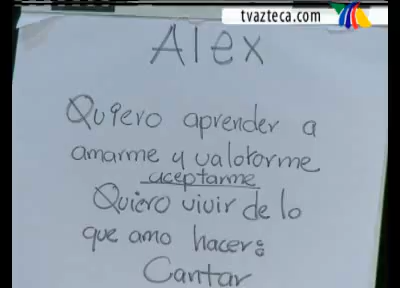 tvazteca.com
Alex
Quiero aprender a
amarme y valorarme
aceptarme
Quiero vivir de lo
que amo hacer:
Cantar